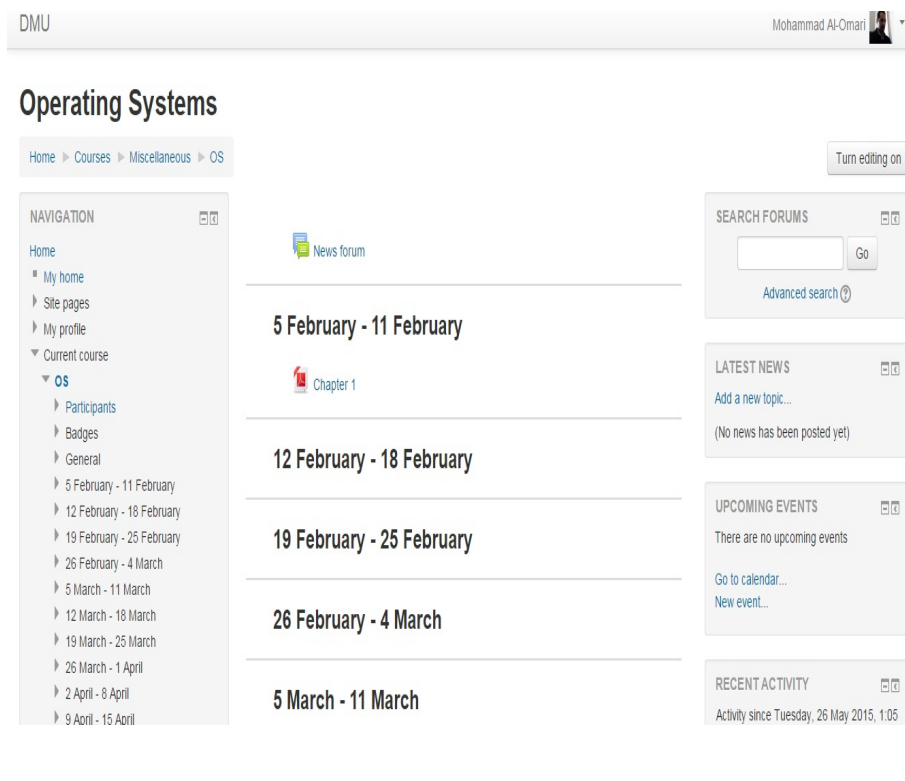 DMU
Mohammad Al-Omari
Operating Systems
Home Courses Miscellaneous OS
Turn editing on
NAVIGATION
Home
My home
Site pages
My profile
Current course
OS
Participants
Badges
General
5 February - 11 February
12 February - 18 February
19 February - 25 February
26 February - 4 March
5 March - 11 March
12 March - 18 March
19 March - 25 March
26 March - 1 April
2 April - 8 April
9 April - 15 April
News forum
5 February - 11 February
Chapter 1
12 February - 18 February
19 February - 25 February
26 February - 4 March
5 March - 11 March
SEARCH FORUMS
Go
Advanced search
LATEST NEWS
Add a new topic...
(No news has been posted yet)
UPCOMING EVENTS
There are no upcoming events
Go to calendar...
New event...
RECENT ACTIVITY
Activity since Tuesday, 26 May 2015, 1:05